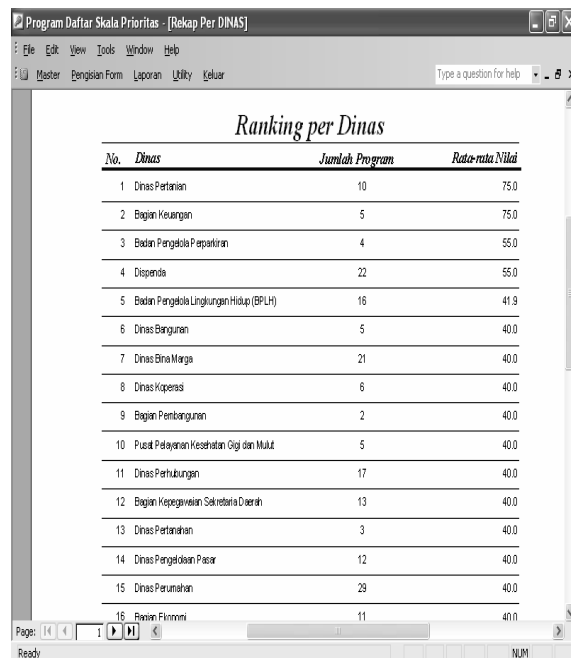 Program Daftar Skala Prioritas - [Rekap Per DINAS]
File Edit View Tools Window Help
Master Pengisian Form Laporan Utility Keluar Type a question for help
Ranking per Dinas
No. Dinas Jumlah Program Rata-rata Nilai
1 Dinas Pertanian 10 75.0
2 Bagian Keuangan 5 75.0
3 Badan Pengelola Perparkiran 4 55.0
4 Dispenda 22 55.0
5 Badan Pengelola Lingkungan Hidup (BPLH) 16 41.9
6 Dinas Bangunan 5 40.0
7 Dinas Bina Marga 21 40.0
8 Dinas Koperasi 6 40.0
9 Bagian Pembangunan 2 40.0
10 Pusat Pelayanan Kesehatan Gigi dan Mulut 5 40.0
11 Dinas Perhubungan 17 40.0
12 Bagian Kepegawaian Sekretaria Daerah 13 40.0
13 Dinas Pertanahan 3 40.0
14 Dinas Pengelolaan Pasar 12 40.0
15 Dinas Perumahan 29 40.0
16 Bagian Ekonomi 11 40.0
Page: 1
Ready NUM